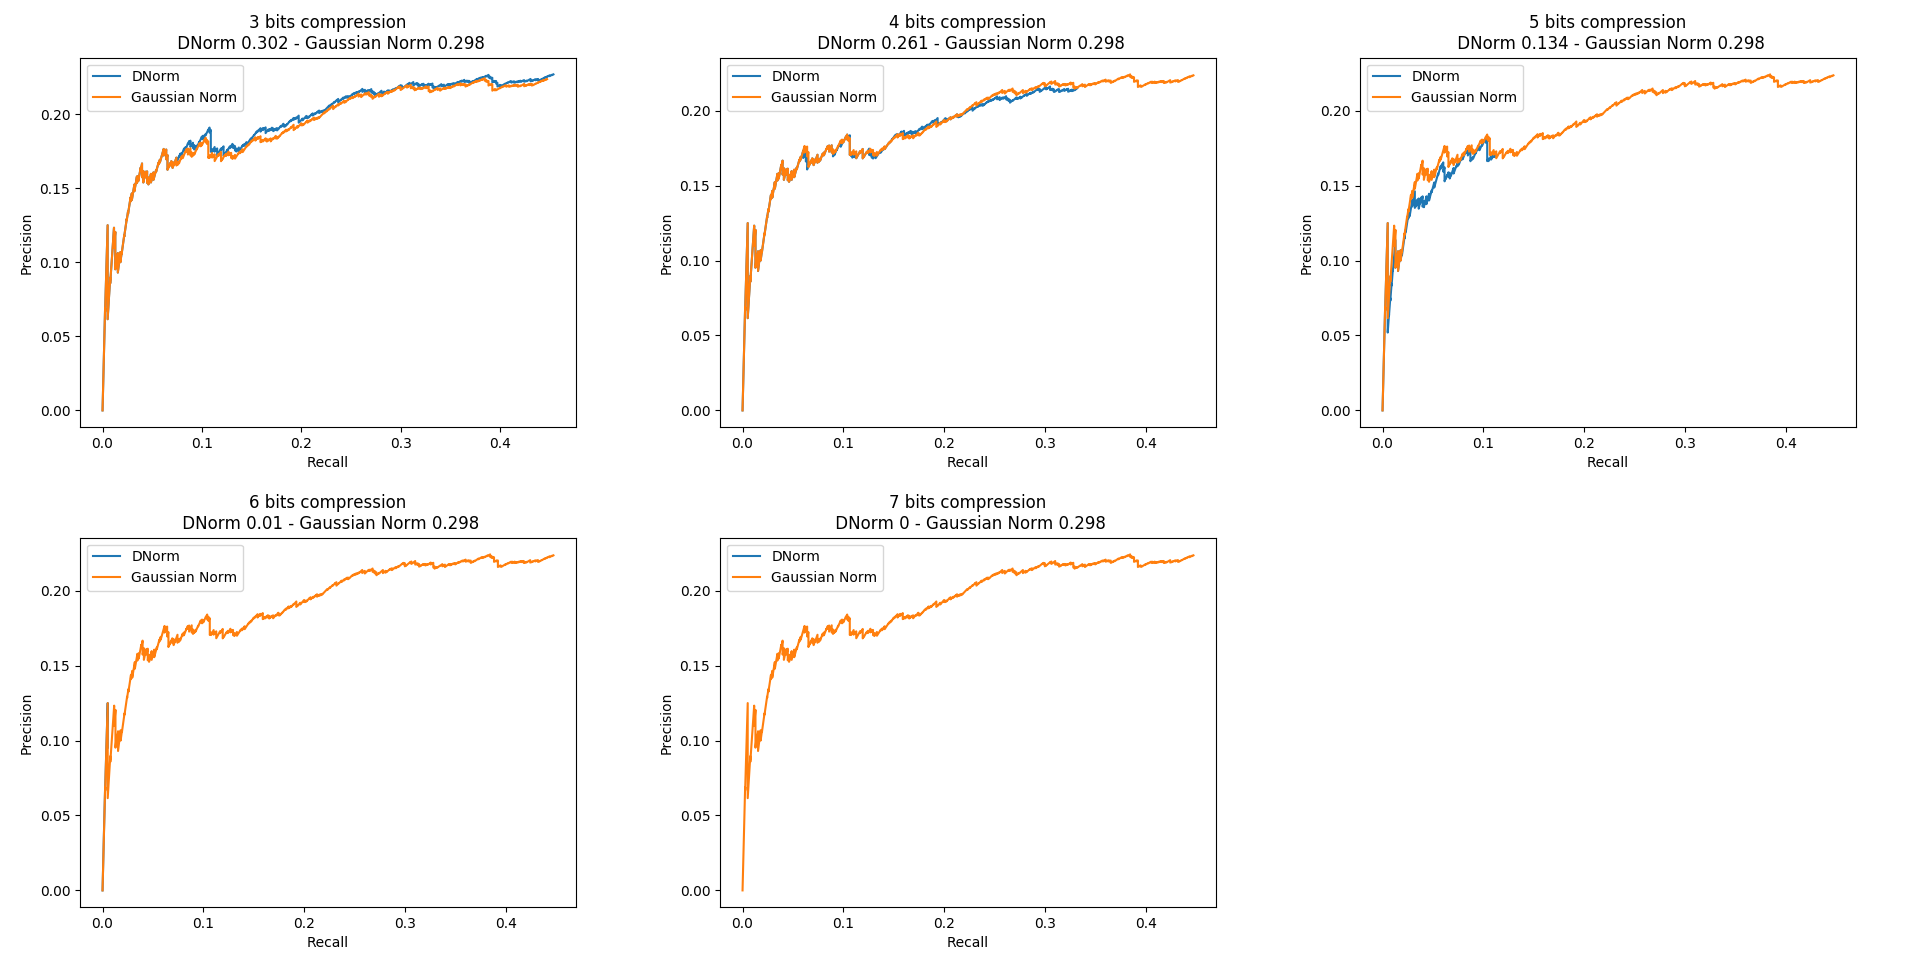 3 bits compression
DNorm 0.302 - Gaussian Norm 0.298
DNorm
Gaussian Norm
0.20
0.15
0.10
0.05
0.00
Precision
0.0 0.1 0.2 0.3 0.4
Recall
4 bits compression
DNorm 0.261 - Gaussian Norm 0.298
DNorm
Gaussian Norm
0.20
0.15
0.10
0.05
0.00
Precision
0.0 0.1 0.2 0.3 0.4
Recall
5 bits compression
DNorm 0.134 - Gaussian Norm 0.298
DNorm
Gaussian Norm
0.20
0.15
0.10
0.05
0.00
Precision
0.0 0.1 0.2 0.3 0.4
Recall
6 bits compression
DNorm 0.01 - Gaussian Norm 0.298
DNorm
Gaussian Norm
0.20
0.15
0.10
0.05
0.00
Precision
0.0 0.1 0.2 0.3 0.4
Recall
7 bits compression
DNorm 0 - Gaussian Norm 0.298
DNorm
Gaussian Norm
0.20
0.15
0.10
0.05
0.00
Precision
0.0 0.1 0.2 0.3 0.4
Recall